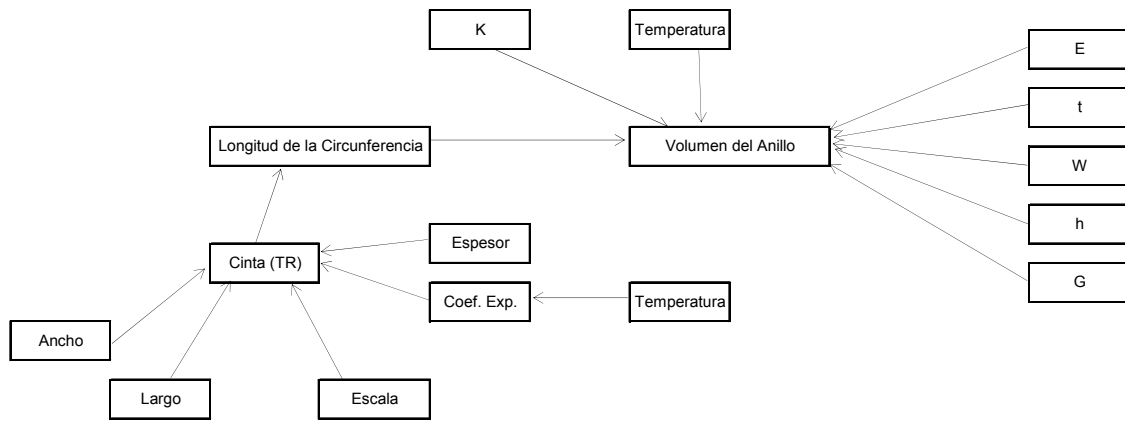 K
Temperatura
E
t
Longitud de la Circunferencia
Volumen del Anillo
W
h
Espesor
Cinta (TR)
G
Coef. Exp.
Temperatura
Ancho
Largo
Escala